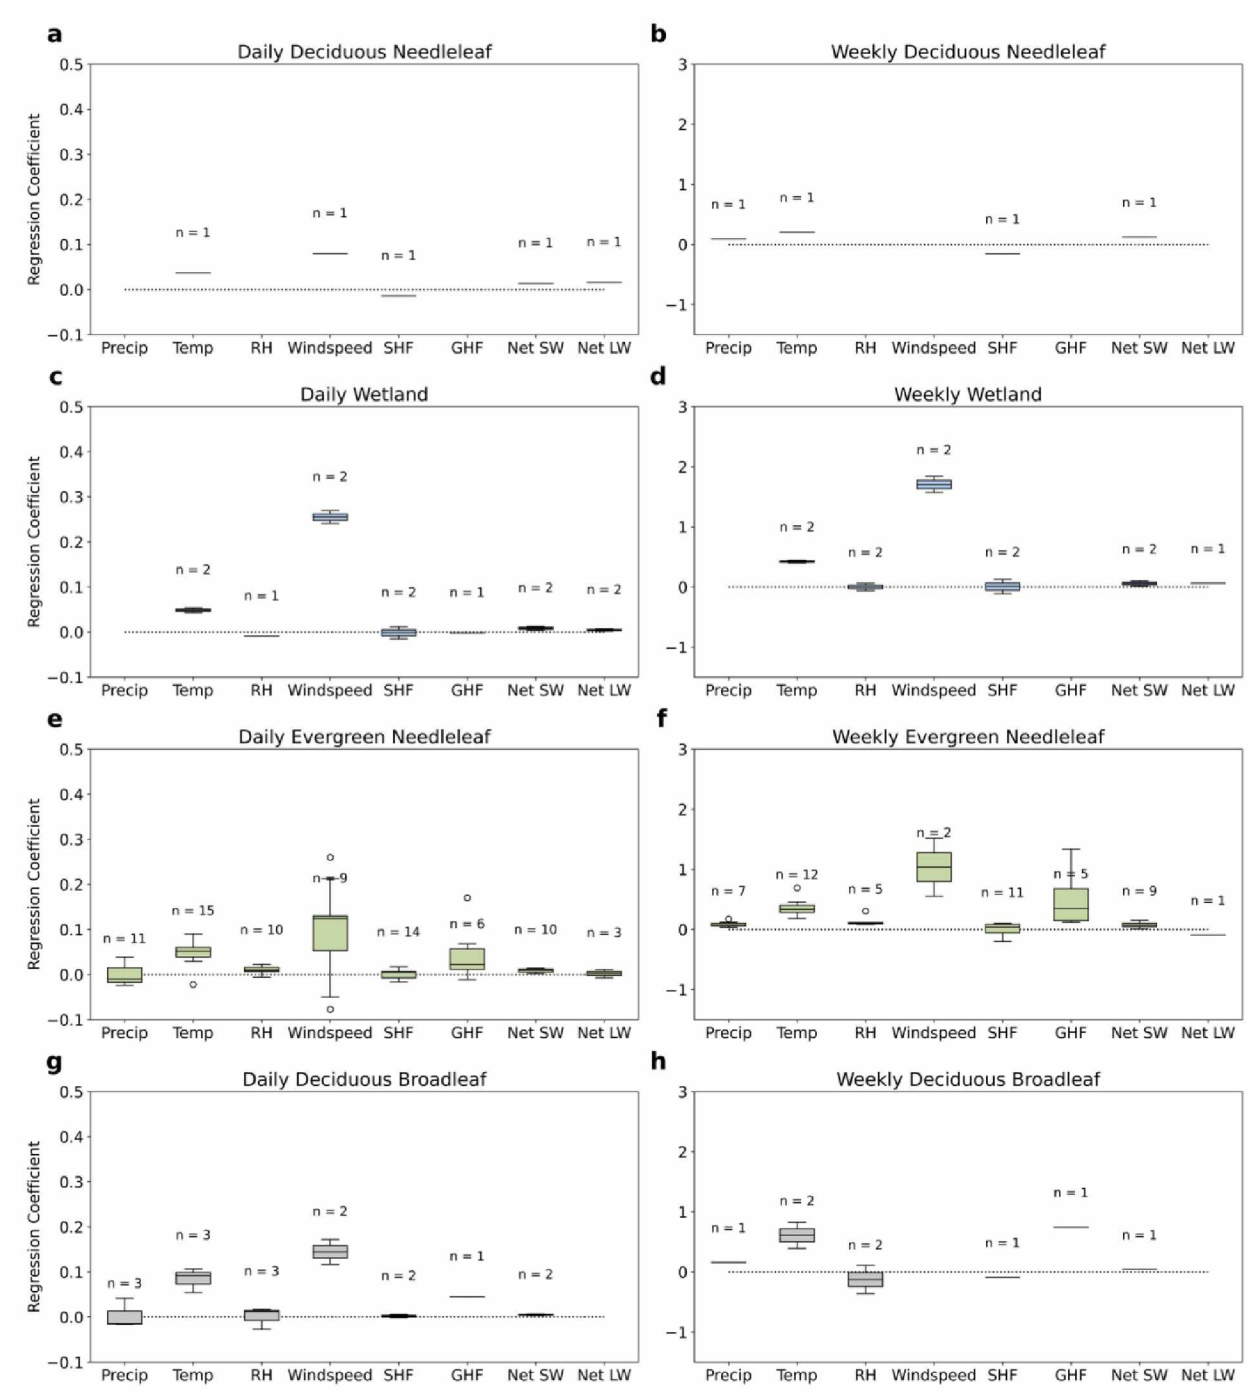 a
Daily Deciduous Needleleaf
Regression Coefficient
0.5
0.4
0.3
0.2
0.1
0.0
−0.1
n = 1
n = 1
n = 1
n = 1
n = 1
Precip Temp RH Windspeed SHF GHF Net SW Net LW
b
Weekly Deciduous Needleleaf
3
2
1
0
−1
n = 1
n = 1
n = 1
n = 1
Precip Temp RH Windspeed SHF GHF Net SW Net LW
c
Daily Wetland
Regression Coefficient
0.5
0.4
0.3
0.2
0.1
0.0
−0.1
n = 2
n = 1
n = 2
n = 2
n = 1
n = 2
n = 2
Precip Temp RH Windspeed SHF GHF Net SW Net LW
d
Weekly Wetland
3
2
1
0
−1
n = 2
n = 2
n = 2
n = 2
n = 2
n = 1
Precip Temp RH Windspeed SHF GHF Net SW Net LW
e
Daily Evergreen Needleleaf
Regression Coefficient
0.5
0.4
0.3
0.2
0.1
0.0
−0.1
n = 11
n = 15
n = 10
n = 9
n = 14
n = 6
n = 10
n = 3
Precip Temp RH Windspeed SHF GHF Net SW Net LW
f
Weekly Evergreen Needleleaf
3
2
1
0
−1
n = 7
n = 12
n = 5
n = 2
n = 11
n = 5
n = 9
n = 1
Precip Temp RH Windspeed SHF GHF Net SW Net LW
g
Daily Deciduous Broadleaf
Regression Coefficient
0.5
0.4
0.3
0.2
0.1
0.0
−0.1
n = 3
n = 3
n = 3
n = 2
n = 2
n = 1
n = 2
Precip Temp RH Windspeed SHF GHF Net SW Net LW
h
Weekly Deciduous Broadleaf
3
2
1
0
−1
n = 1
n = 2
n = 2
n = 1
n = 1
n = 1
Precip Temp RH Windspeed SHF GHF Net SW Net LW